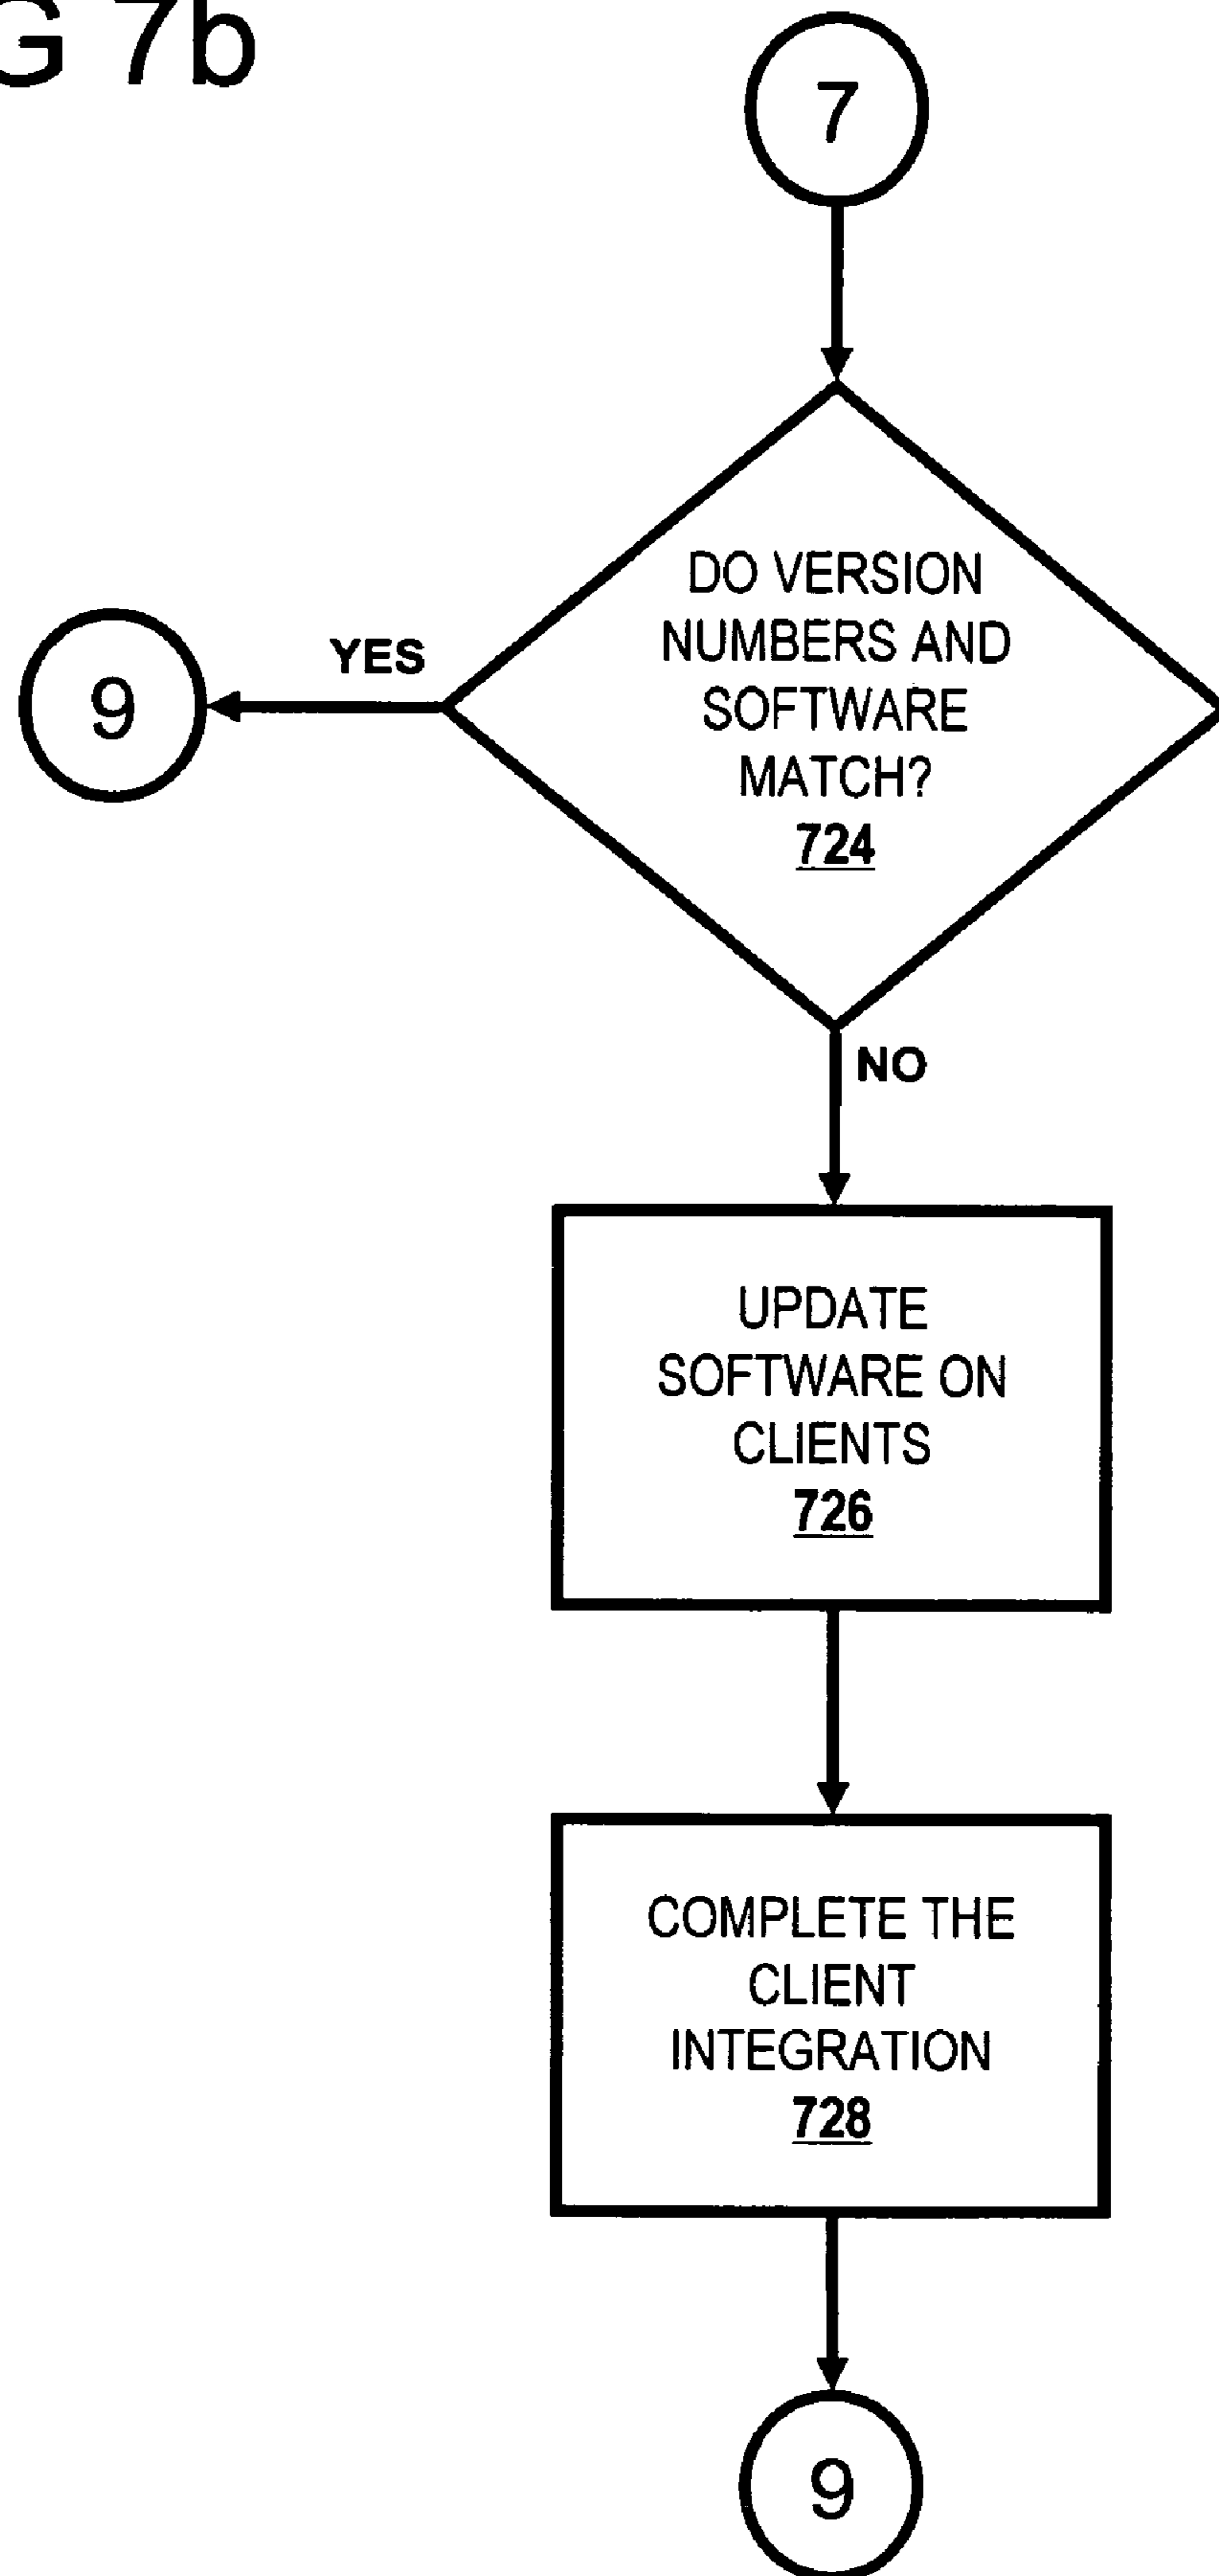 G 7b
7
DO VERSION
NUMBERS AND
SOFTWARE
MATCH?
724
YES
9
NO
UPDATE
SOFTWARE ON
CLIENTS
726
COMPLETE THE
CLIENT
INTEGRATION
728
9